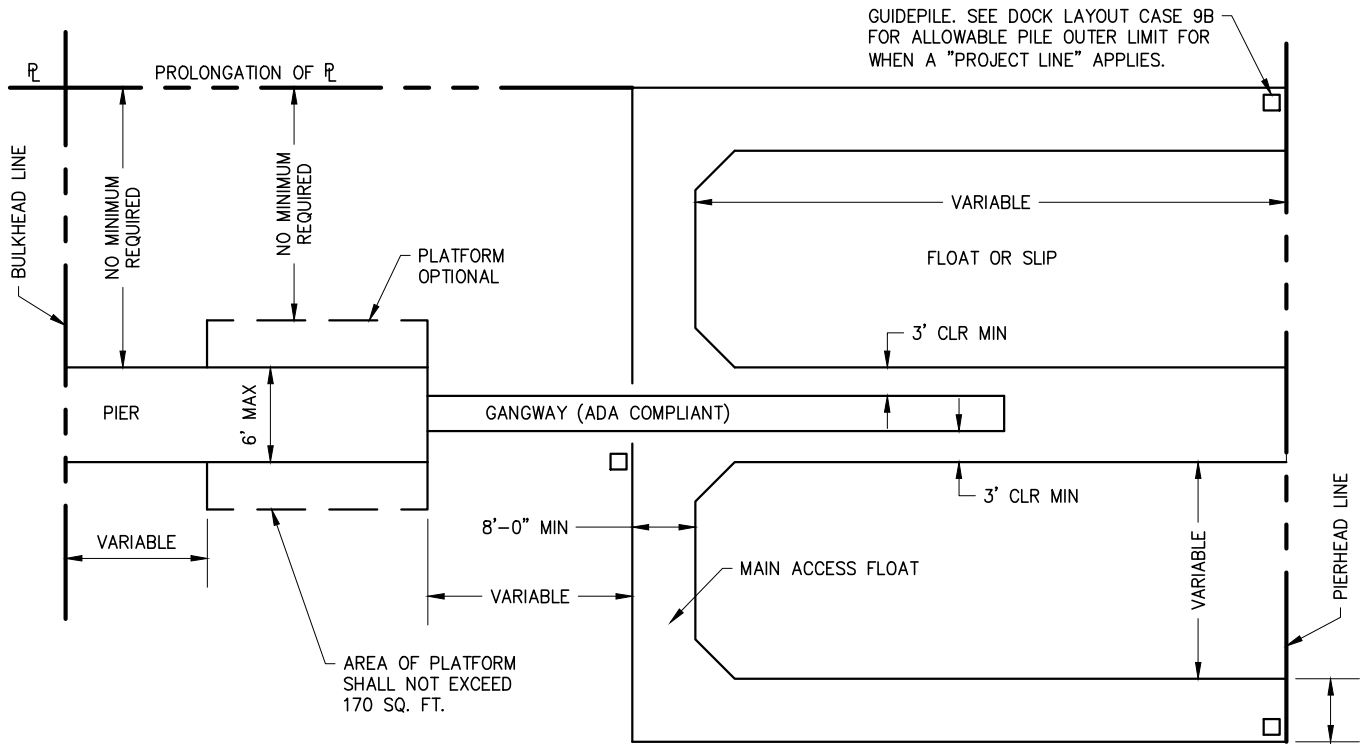 GUIDEPILE. SEE DOCK LAYOUT CASE 9B
FOR ALLOWABLE PILE OUTER LIMIT FOR
WHEN A "PROJECT LINE" APPLIES.
PL
PROLONGATION OF PL
BULKHEAD LINE
NO MINIMUM
REQUIRED
NO MINIMUM
REQUIRED
PLATFORM
OPTIONAL
VARIABLE
FLOAT OR SLIP
3' CLR MIN
PIER
6' MAX
GANGWAY (ADA COMPLIANT)
3' CLR MIN
8'-0" MIN
VARIABLE
MAIN ACCESS FLOAT
VARIABLE
VARIABLE
PIERHEAD LINE
AREA OF PLATFORM
SHALL NOT EXCEED
170 SQ. FT.